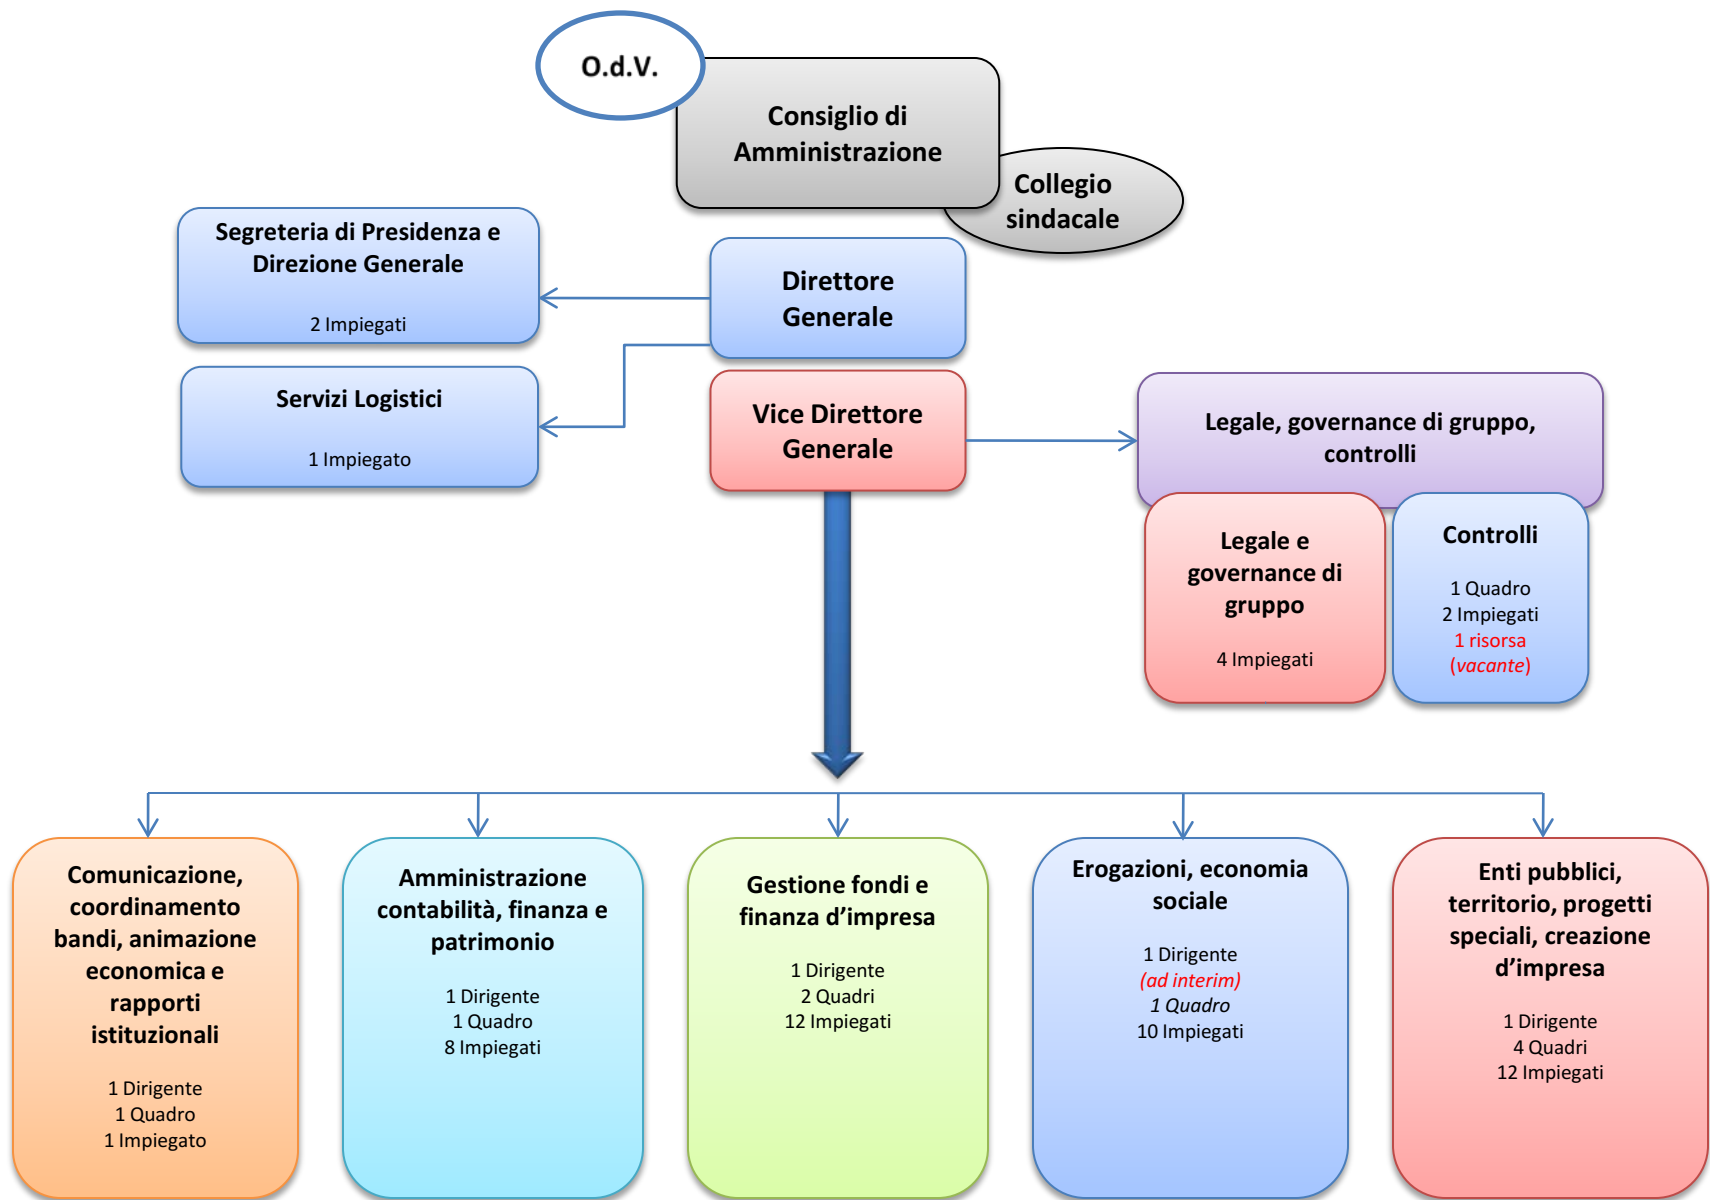 O.d.V.
Consiglio di
Amministrazione
Collegio
sindacale
Segreteria di Presidenza e
Direzione Generale
2 Impiegati
Direttore
Generale
Servizi Logistici
1 Impiegato
Vice Direttore
Generale
Legale, governance di gruppo,
controlli
Legale e
governance di
gruppo
4 Impiegati
Controlli
1 Quadro
2 Impiegati
1 risorsa
(vacante)
Comunicazione,
coordinamento
bandi, animazione
economica e
rapporti
istituzionali
1 Dirigente
1 Quadro
1 Impiegato
Amministrazione
contabilità, finanza e
patrimonio
1 Dirigente
1 Quadro
8 Impiegati
Gestione fondi e
finanza d’impresa
1 Dirigente
2 Quadri
12 Impiegati
Erogazioni, economia
sociale
1 Dirigente
(ad interim)
1 Quadro
10 Impiegati
Enti pubblici,
territorio, progetti
speciali, creazione
d’impresa
1 Dirigente
4 Quadri
12 Impiegati